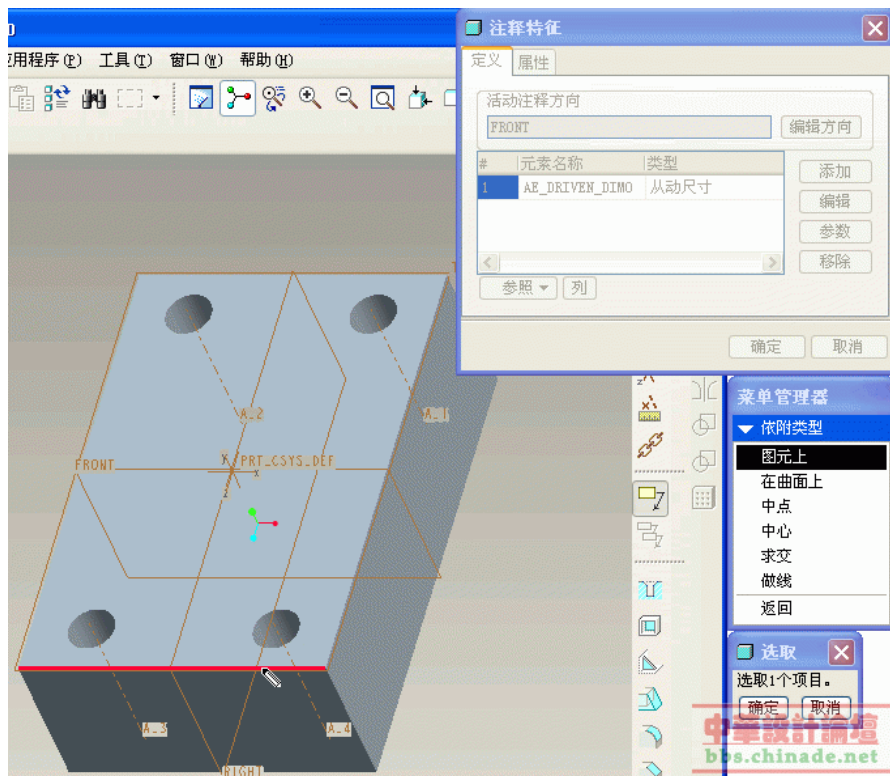 应用程序(P) 工具(T) 窗口(W) 帮助(H)
注释特征
定义 属性
活动注释方向
FRONT 编辑方向
# 元素名称 类型
1 AE_DRIVEN_DIM0 从动尺寸
添加
编辑
参数
移除
参照 列
确定 取消
A_2
A_1
FRONT
Y PRT_CSYS_DEF
X
Z
A_3
A_4
RIGHT
菜单管理器
依附类型
图元上
在曲面上
中点
中心
求交
做线
返回
选取
选取1个项目。
确定 取消
中華設計論壇
bbs.chinade.net